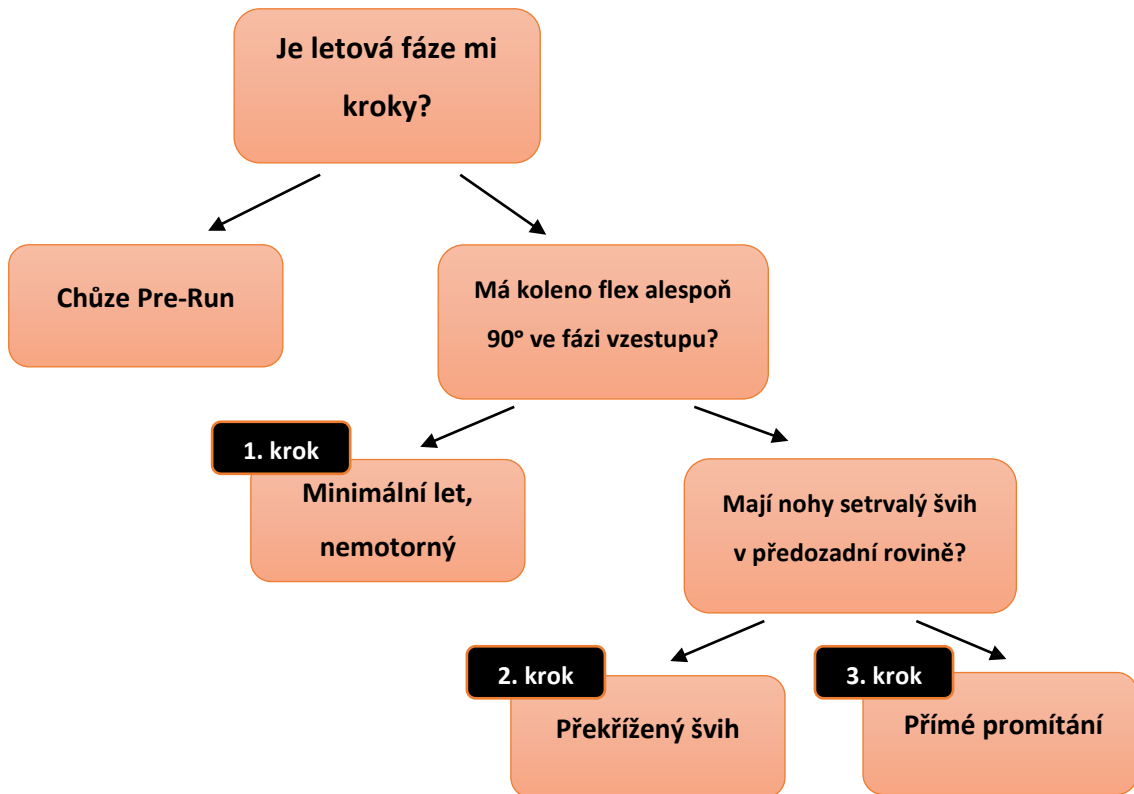 Je letová fáze mi
kroky?
Chůze Pre-Run
Má koleno flex alespoň
90° ve fázi vzestupu?
1. krok
Minimální let,
nemotorný
Mají nohy setrvalý švih
v předozadní rovině?
2. krok
Překřížený švih
3. krok
Přímé promítání